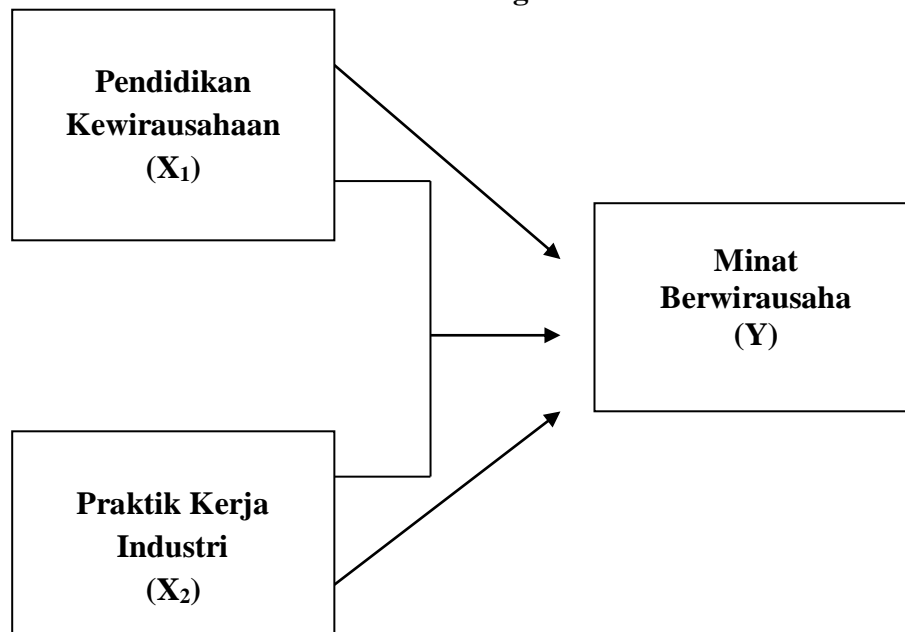 Pendidikan
Kewirausahaan
(X₁)
Minat
Berwirausaha
(Y)
Praktik Kerja
Industri
(X₂)